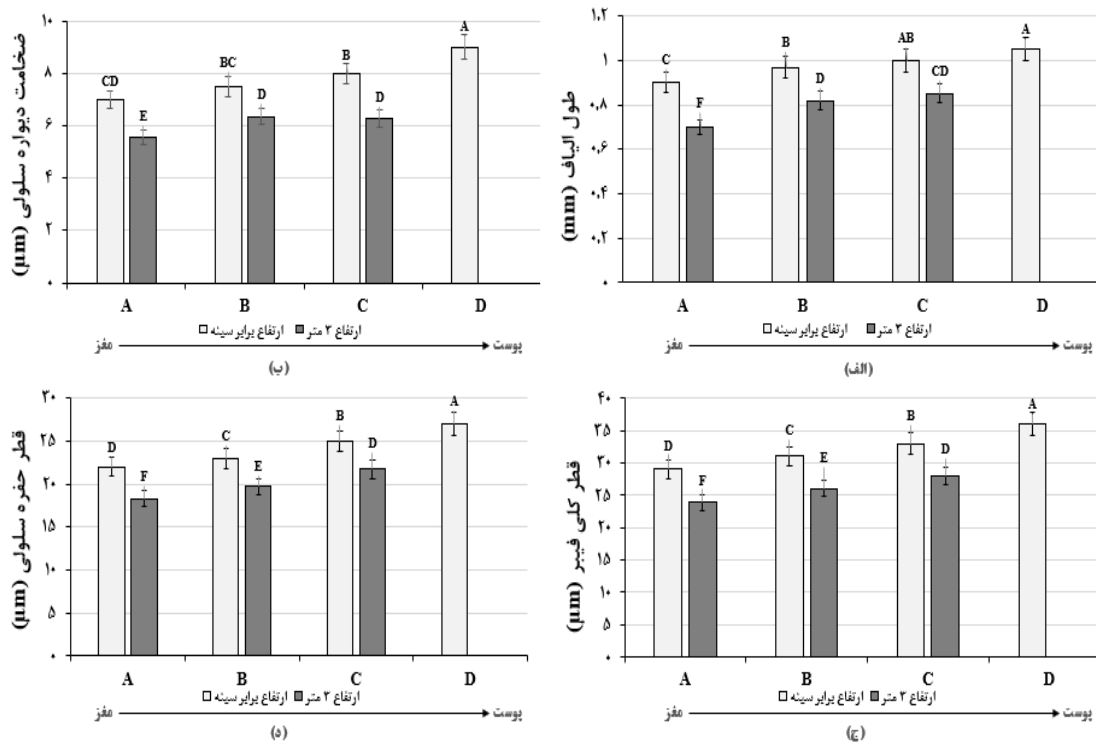 طول الیاف (mm)
۱.۲
۱
۰.۸
۰.۶
۰.۴
۰.۲
۰
C F B D AB CD A
A B C D
ارتفاع برابر سینه ارتفاع ۳ متر
مغز پوست
(الف)
ضخامت دیواره سلولی (µm)
۱۰
۸
۶
۴
۲
۰
CD E BC D B D A
A B C D
ارتفاع برابر سینه ارتفاع ۳ متر
مغز پوست
(ب)
قطر کلی فیبر (µm)
۴۰
۳۵
۳۰
۲۵
۲۰
۱۵
۱۰
۵
۰
D F C E B D A
A B C D
ارتفاع برابر سینه ارتفاع ۳ متر
مغز پوست
(ج)
قطر حفره سلولی (µm)
۳۰
۲۵
۲۰
۱۵
۱۰
۵
۰
D F C E B D A
A B C D
ارتفاع برابر سینه ارتفاع ۳ متر
مغز پوست
(د)